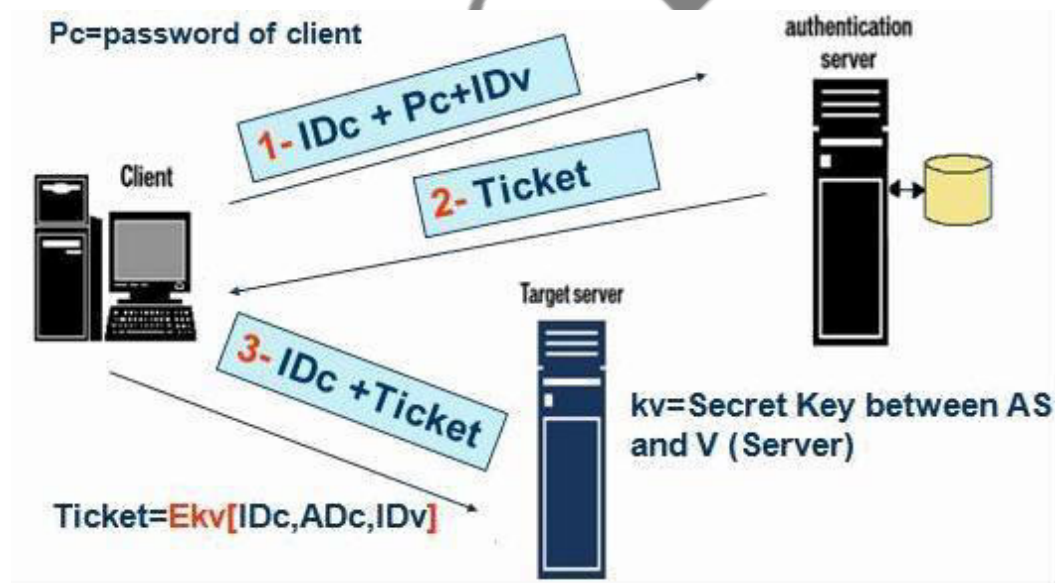 Pc=password of client
authentication
server
1- IDc + Pc+IDv
Client
2- Ticket
Target server
3- IDc +Ticket
kv=Secret Key between AS
and V (Server)
Ticket=Ekv[IDc,ADc,IDv]